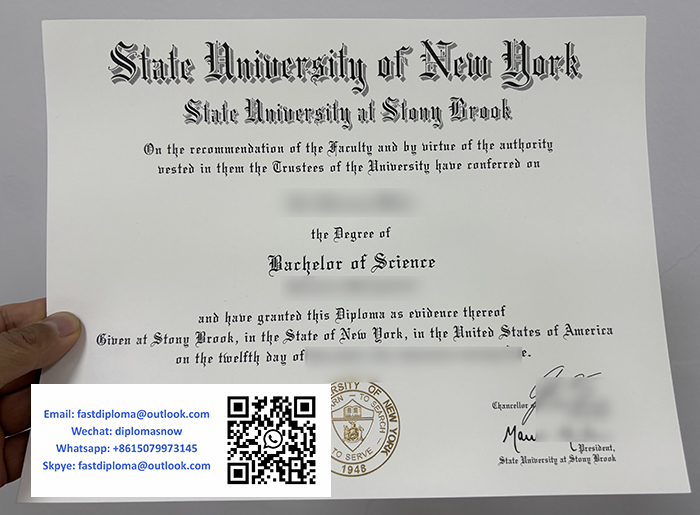 State University of New York
State University at Stony Brook
On the recommendation of the Faculty and by virtue of the authority
vested in them the Trustees of the University have conferred on
the Degree of
Bachelor of Science
and have granted this Diploma as evidence thereof
Given at Stony Brook, in the State of New York, in the United States of America
on the twelfth day of
Email: fastdiploma@outlook.com
Wechat: diplomasnow
Whatsapp: +8615079973145
Skpye: fastdiploma@outlook.com
OF NEW YORK
TO SEARCH
TO SERVE
1948
Chancellor
President,
State University at Stony Brook